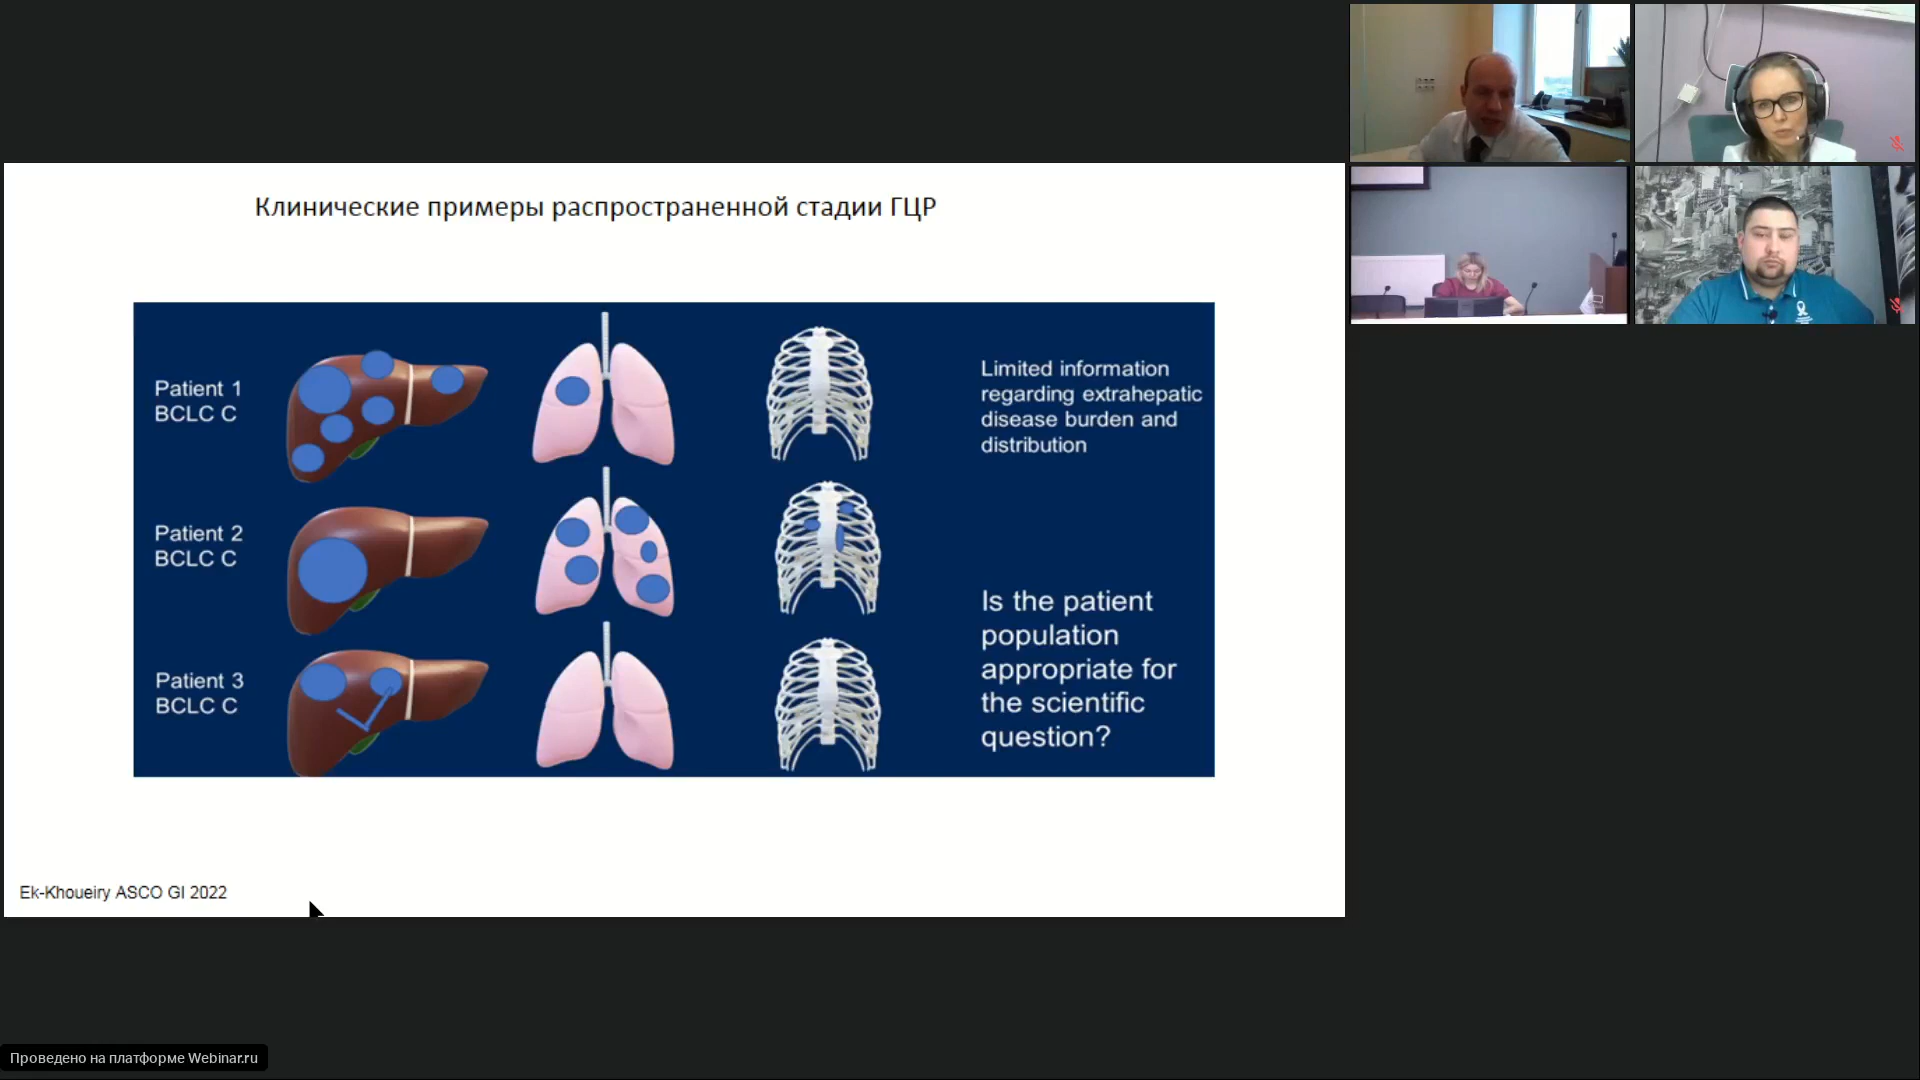 Клинические примеры распространенной стадии ГЦР
Patient 1
BCLC C
Limited information
regarding extrahepatic
disease burden and
distribution
Patient 2
BCLC C
Is the patient
population
appropriate for
the scientific
question?
Patient 3
BCLC C
Ek-Khoueiry ASCO GI 2022
Проведено на платформе Webinar.ru